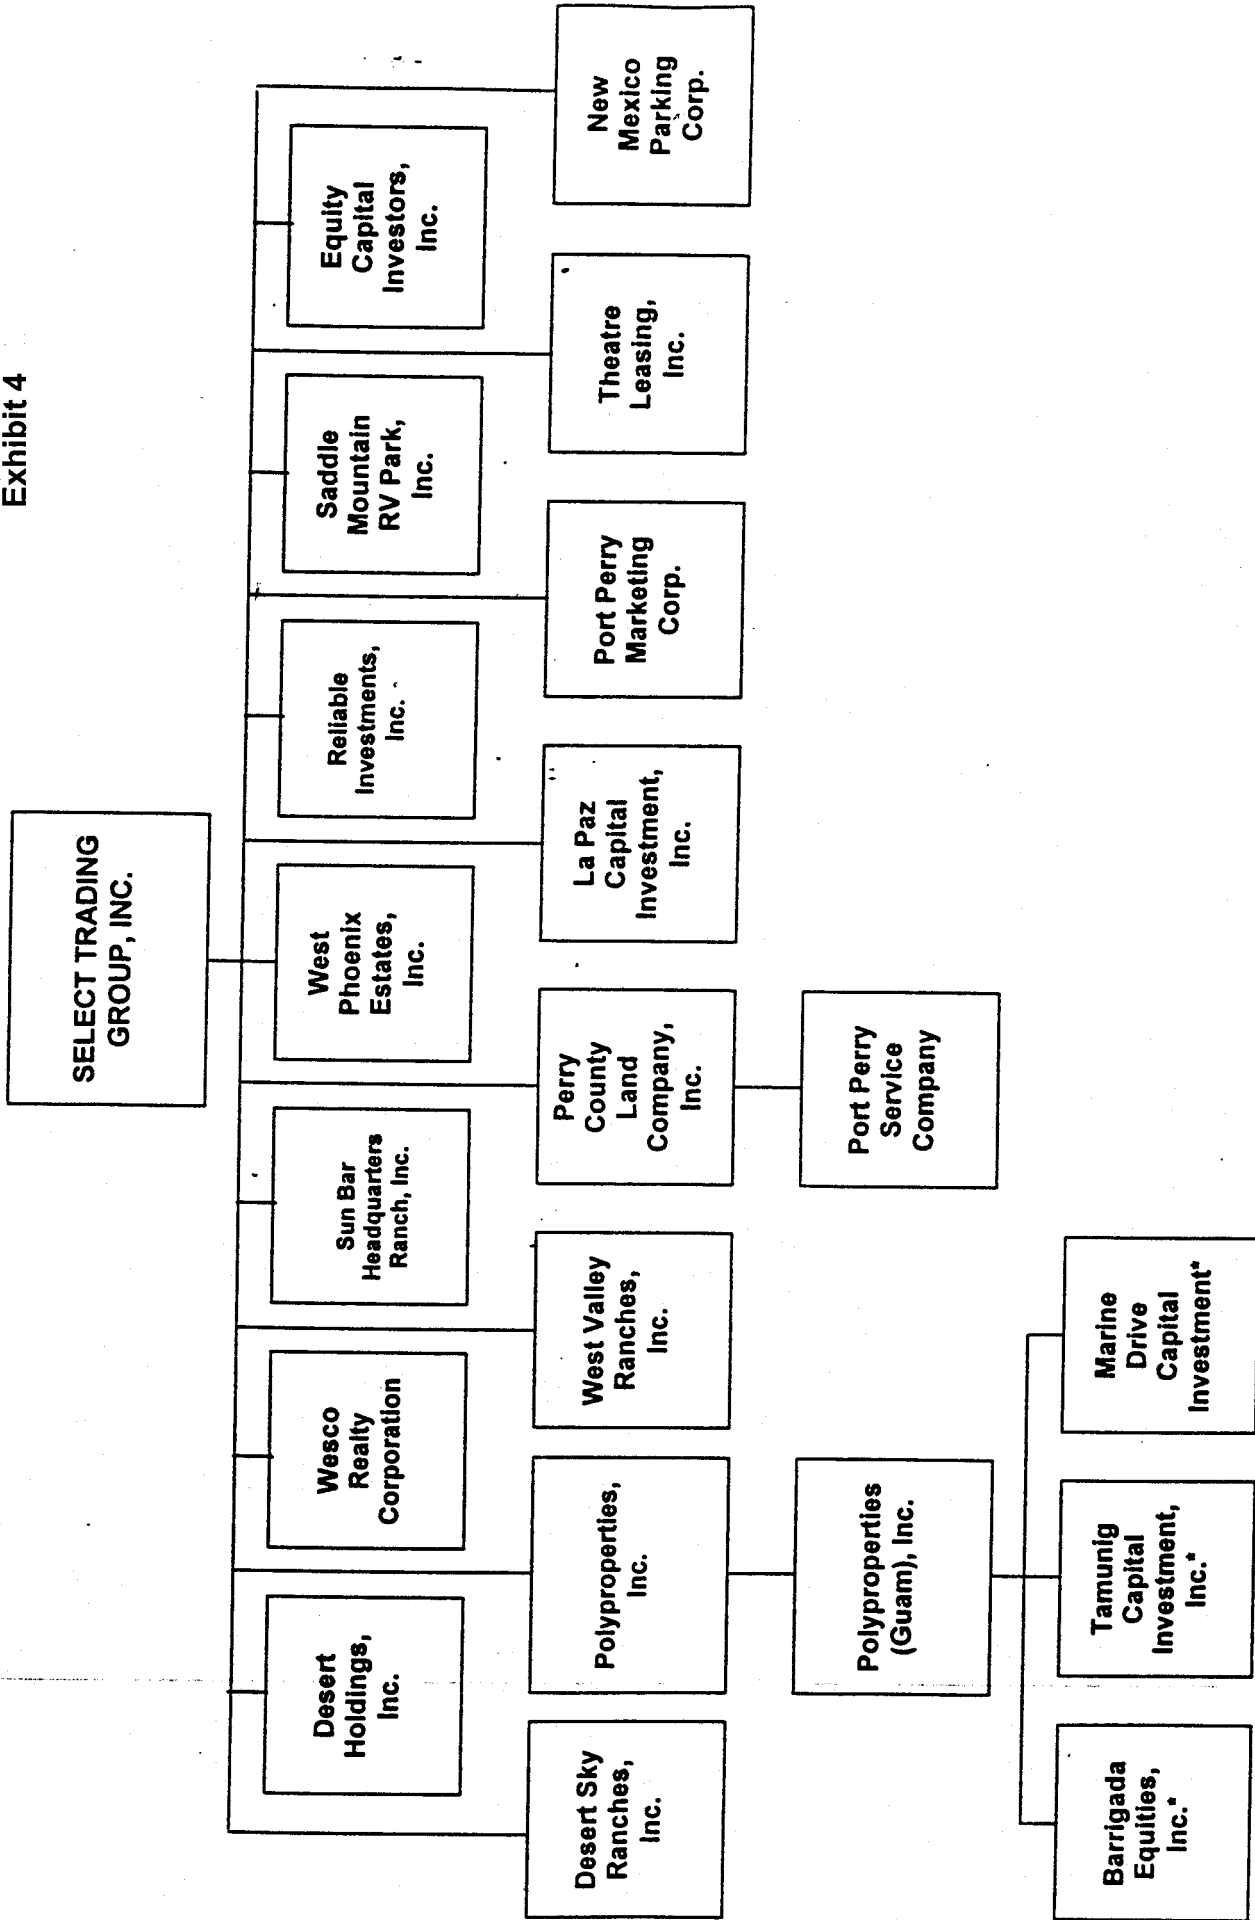 Exhibit 4
SELECT TRADING
GROUP, INC.
Desert
Holdings,
Inc.
Wesco
Realty
Corporation
Sun Bar
Headquarters
Ranch, Inc.
West
Phoenix
Estates,
Inc.
Reliable
Investments,
Inc.
Saddle
Mountain
RV Park,
Inc.
Equity
Capital
Investors,
Inc.
Desert Sky
Ranches,
Inc.
Polyproperties,
Inc.
West Valley
Ranches,
Inc.
Perry
County
Land
Company,
Inc.
La Paz
Capital
Investment,
Inc.
Port Perry
Marketing
Corp.
Theatre
Leasing,
Inc.
New
Mexico
Parking
Corp.
Polyproperties
(Guam), Inc.
Port Perry
Service
Company
Barrigada
Equities,
Inc.*
Tamunig
Capital
Investment,
Inc.*
Marine
Drive
Capital
Investment*